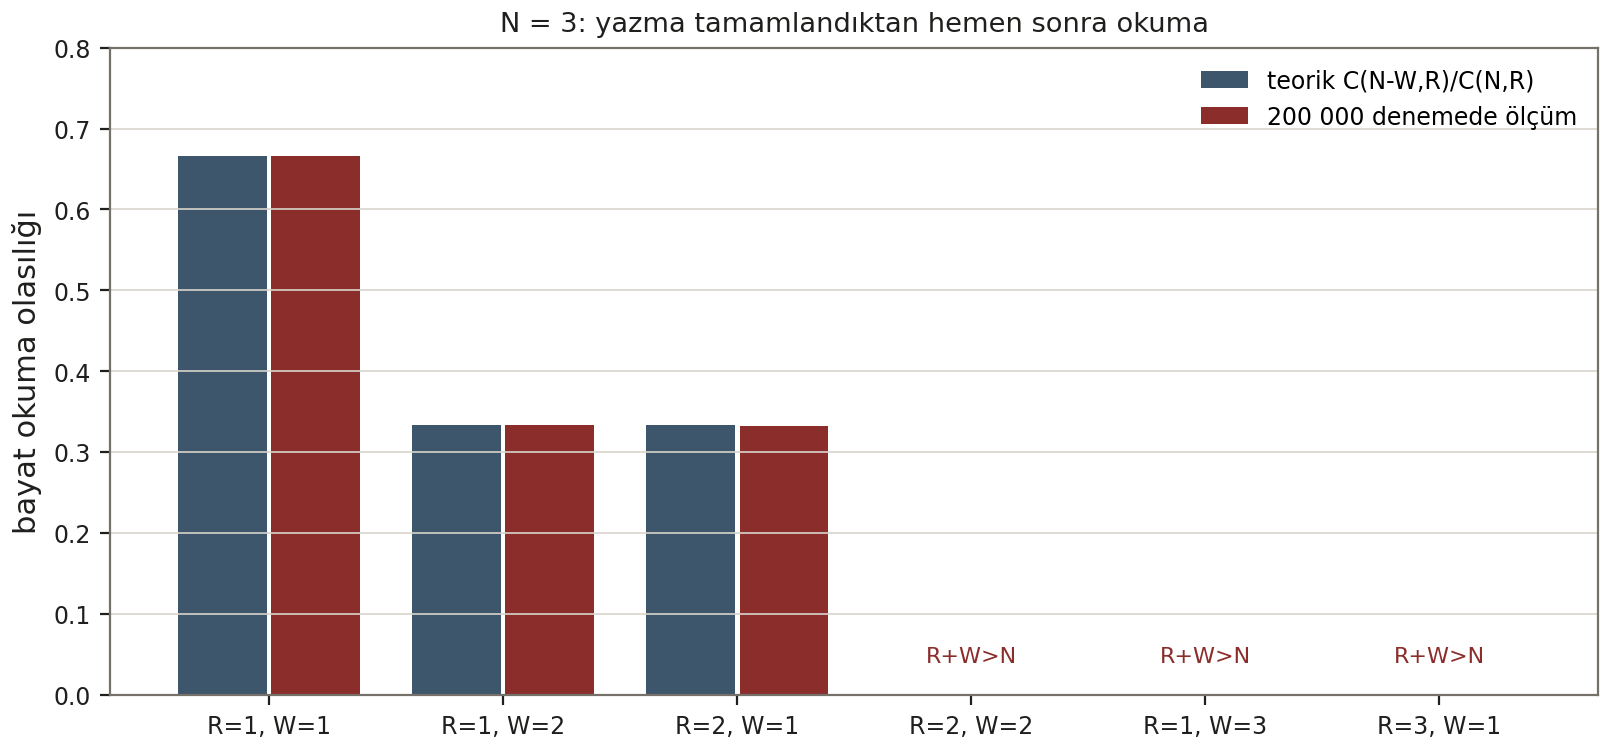 N = 3: yazma tamamlandıktan hemen sonra okuma
teorik C(N-W,R)/C(N,R)
200 000 denemede ölçüm
bayat okuma olasılığı
0.8
0.7
0.6
0.5
0.4
0.3
0.2
0.1
0.0
R+W>N
R+W>N
R+W>N
R=1, W=1
R=1, W=2
R=2, W=1
R=2, W=2
R=1, W=3
R=3, W=1